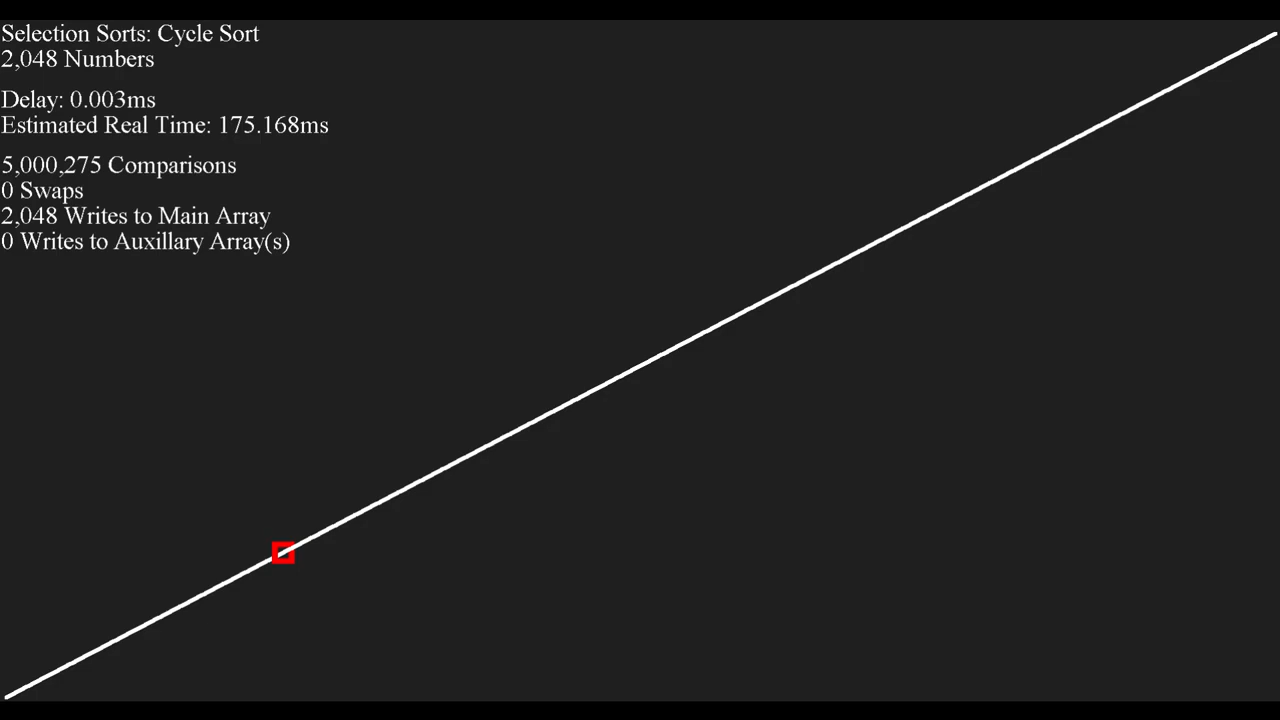 Selection Sorts: Cycle Sort
2,048 Numbers
Delay: 0.003ms
Estimated Real Time: 175.168ms
5,000,275 Comparisons
0 Swaps
2,048 Writes to Main Array
0 Writes to Auxillary Array(s)